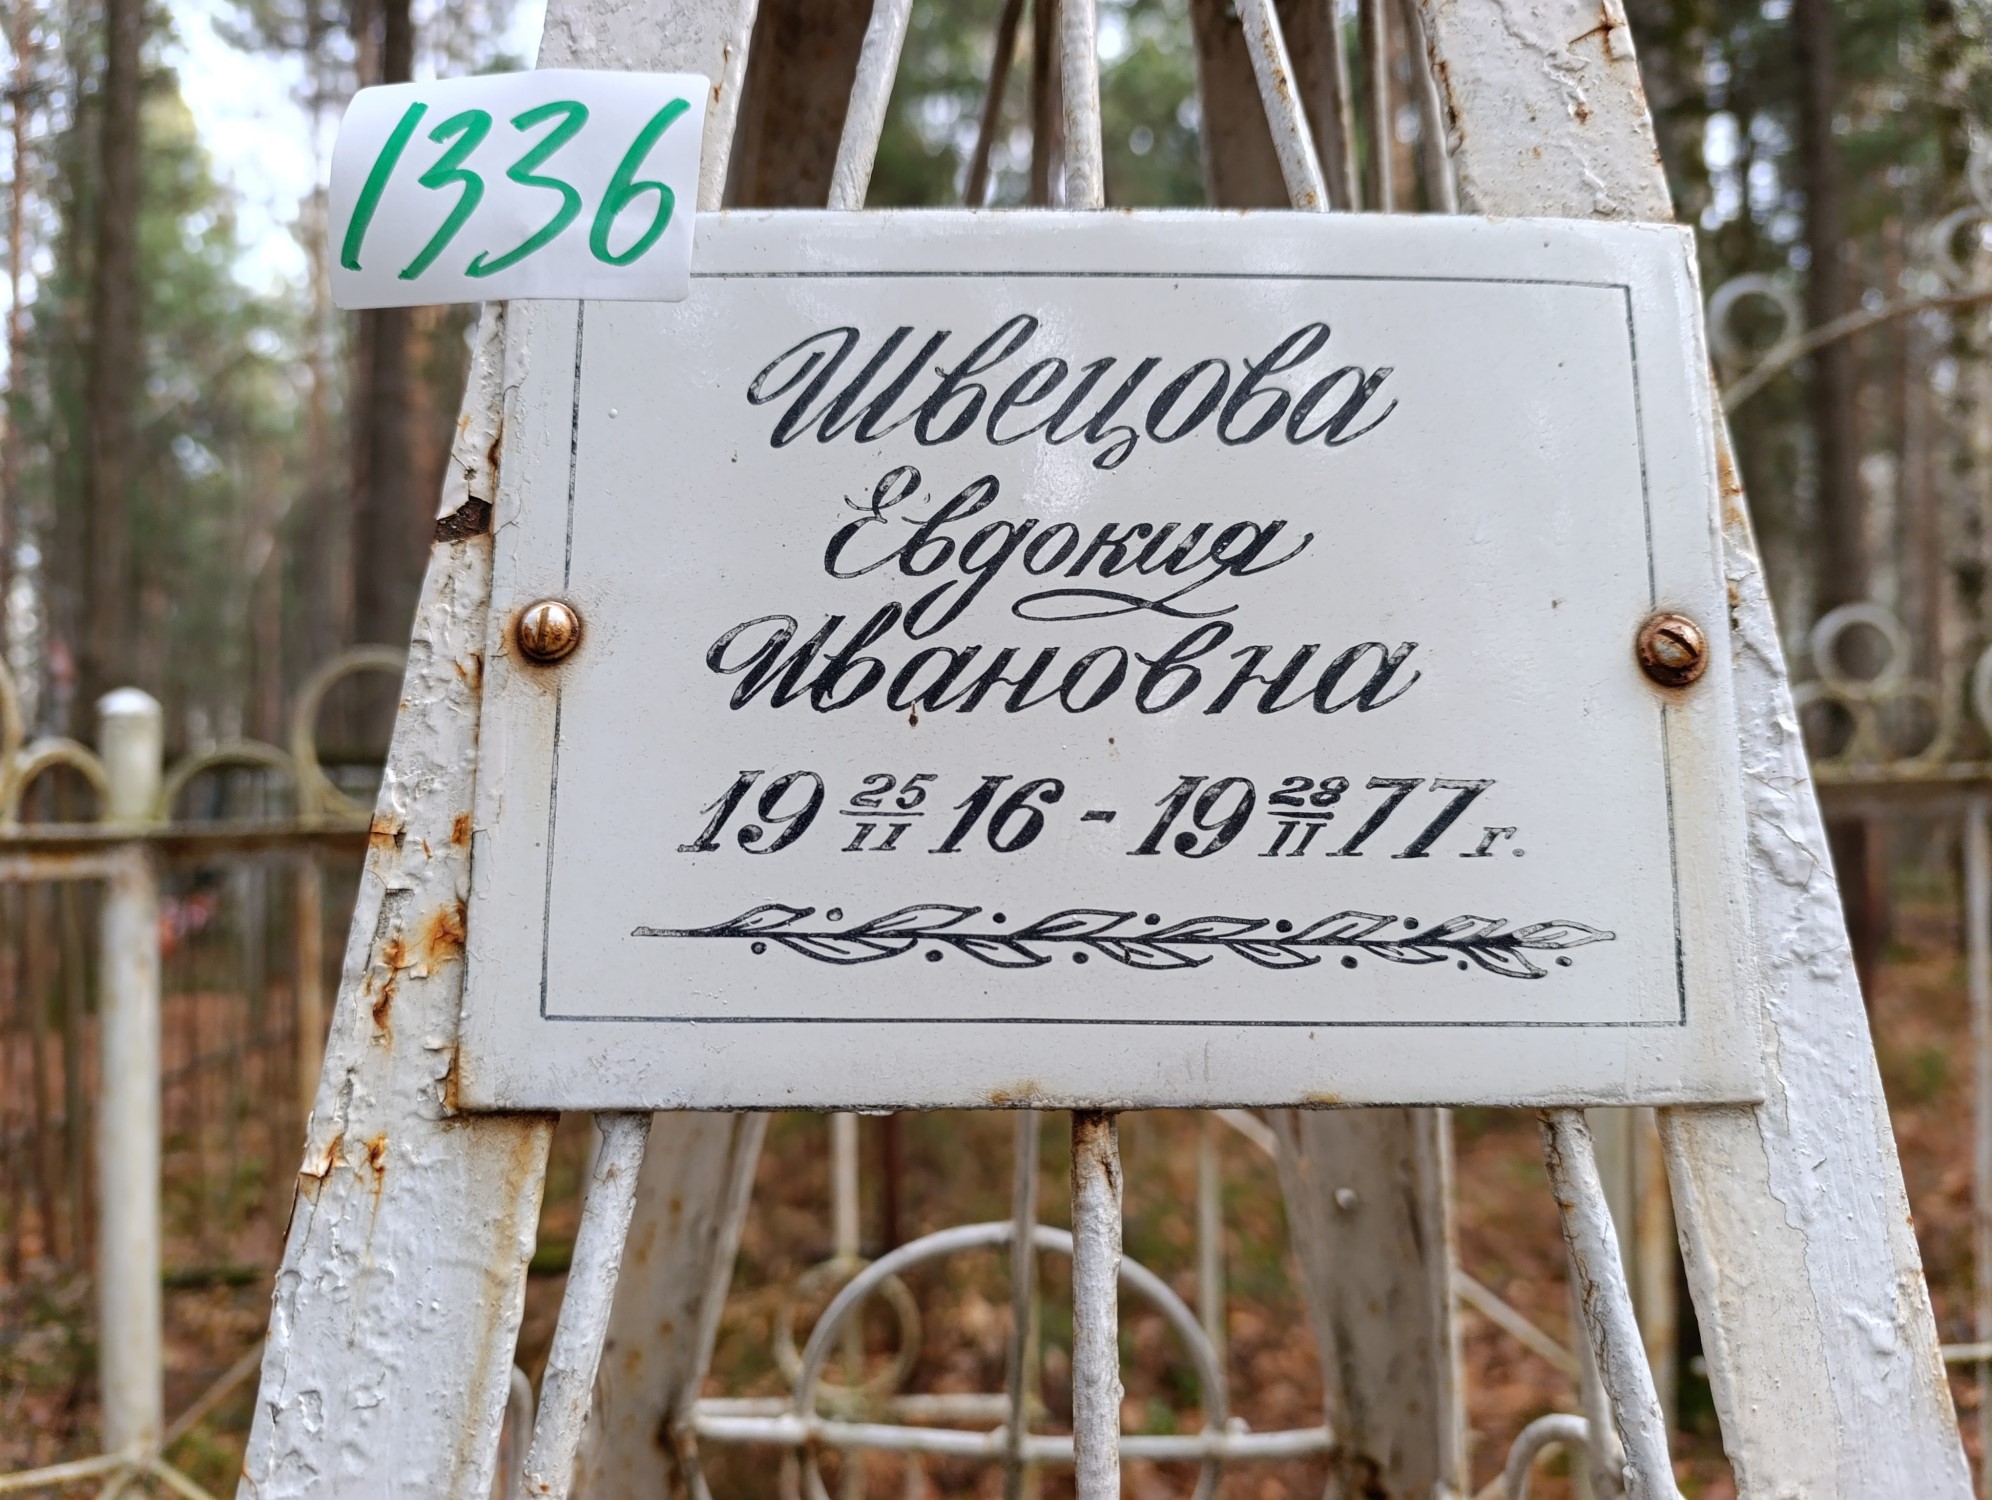 1336
Швецова
Евдокия
Ивановна
19 25/II 16 - 19 28/II 77 г.